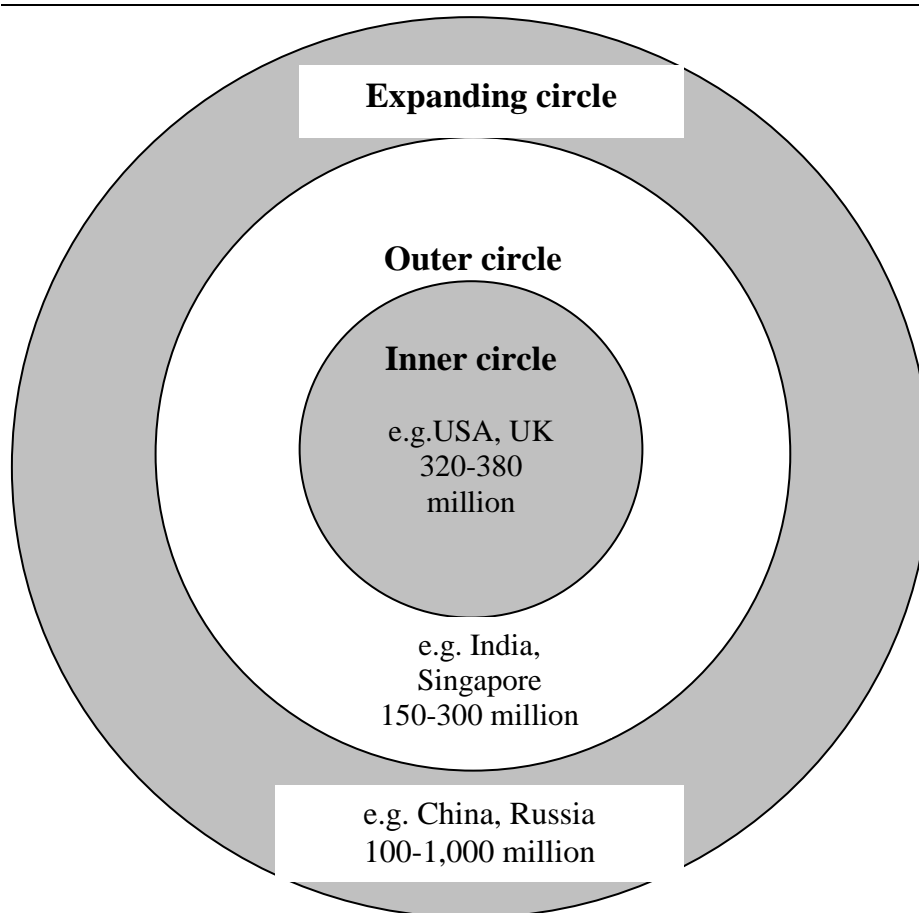 Expanding circle
Outer circle
Inner circle
e.g.USA, UK
320-380
million
e.g. India,
Singapore
150-300 million
e.g. China, Russia
100-1,000 million